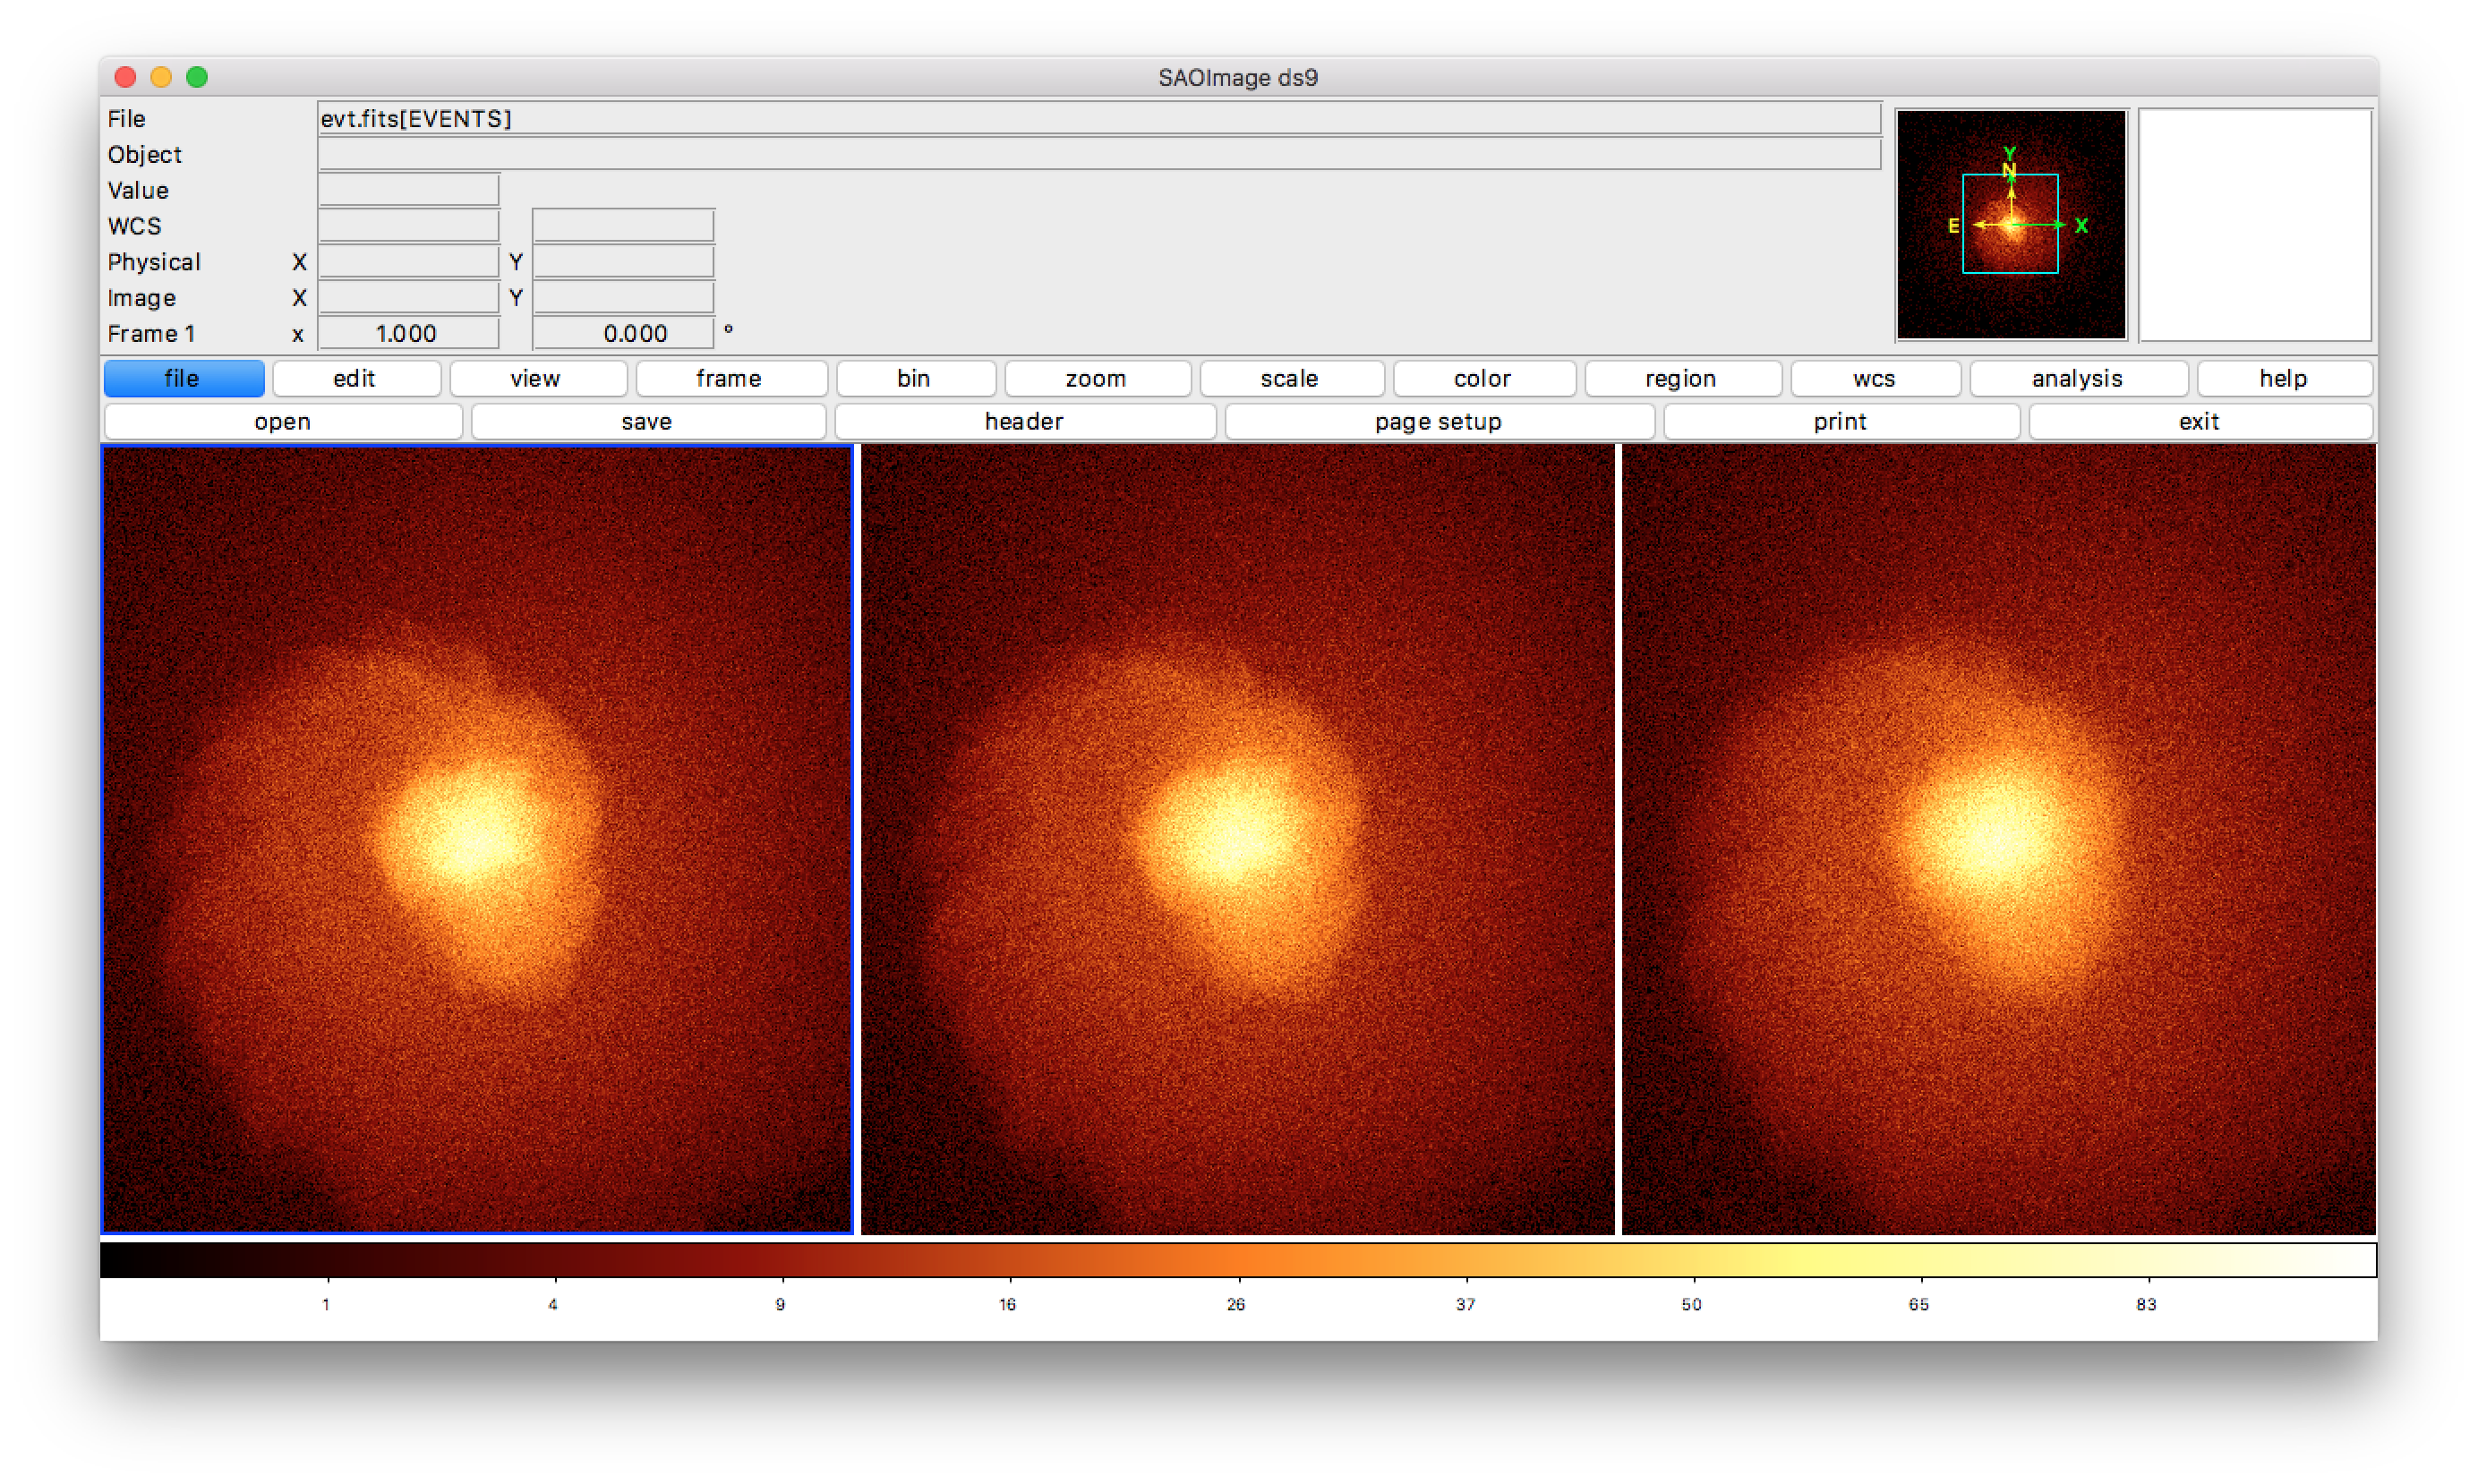 SAOImage ds9
File evt.fits[EVENTS]
Object
Value
WCS
Physical X Y
Image X Y
Frame 1 x 1.000 0.000 °
Y
N
E X
file edit view frame bin zoom scale color region wcs analysis help
open save header page setup print exit
1 4 9 16 26 37 50 65 83